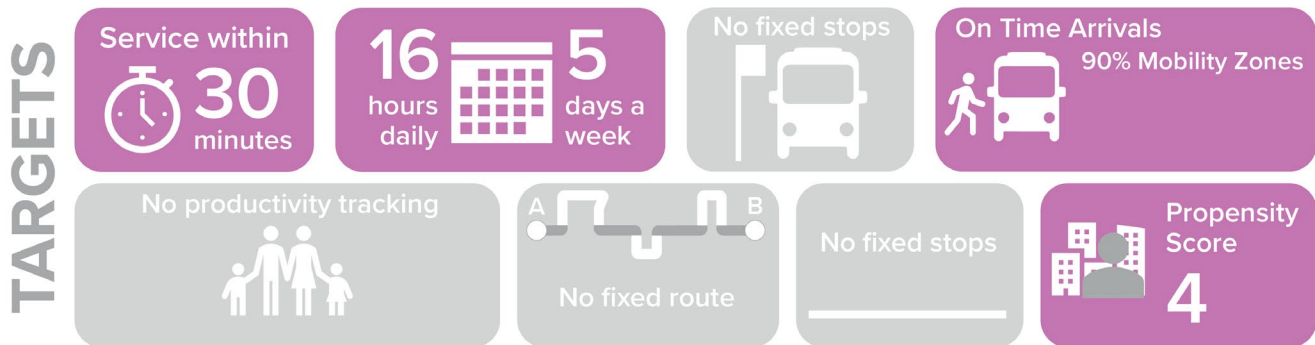 TARGETS
Service within
30
minutes
16
hours
daily
5
days a
week
No fixed stops
On Time Arrivals
90% Mobility Zones
No productivity tracking
A
B
No fixed route
No fixed stops
Propensity
Score
4